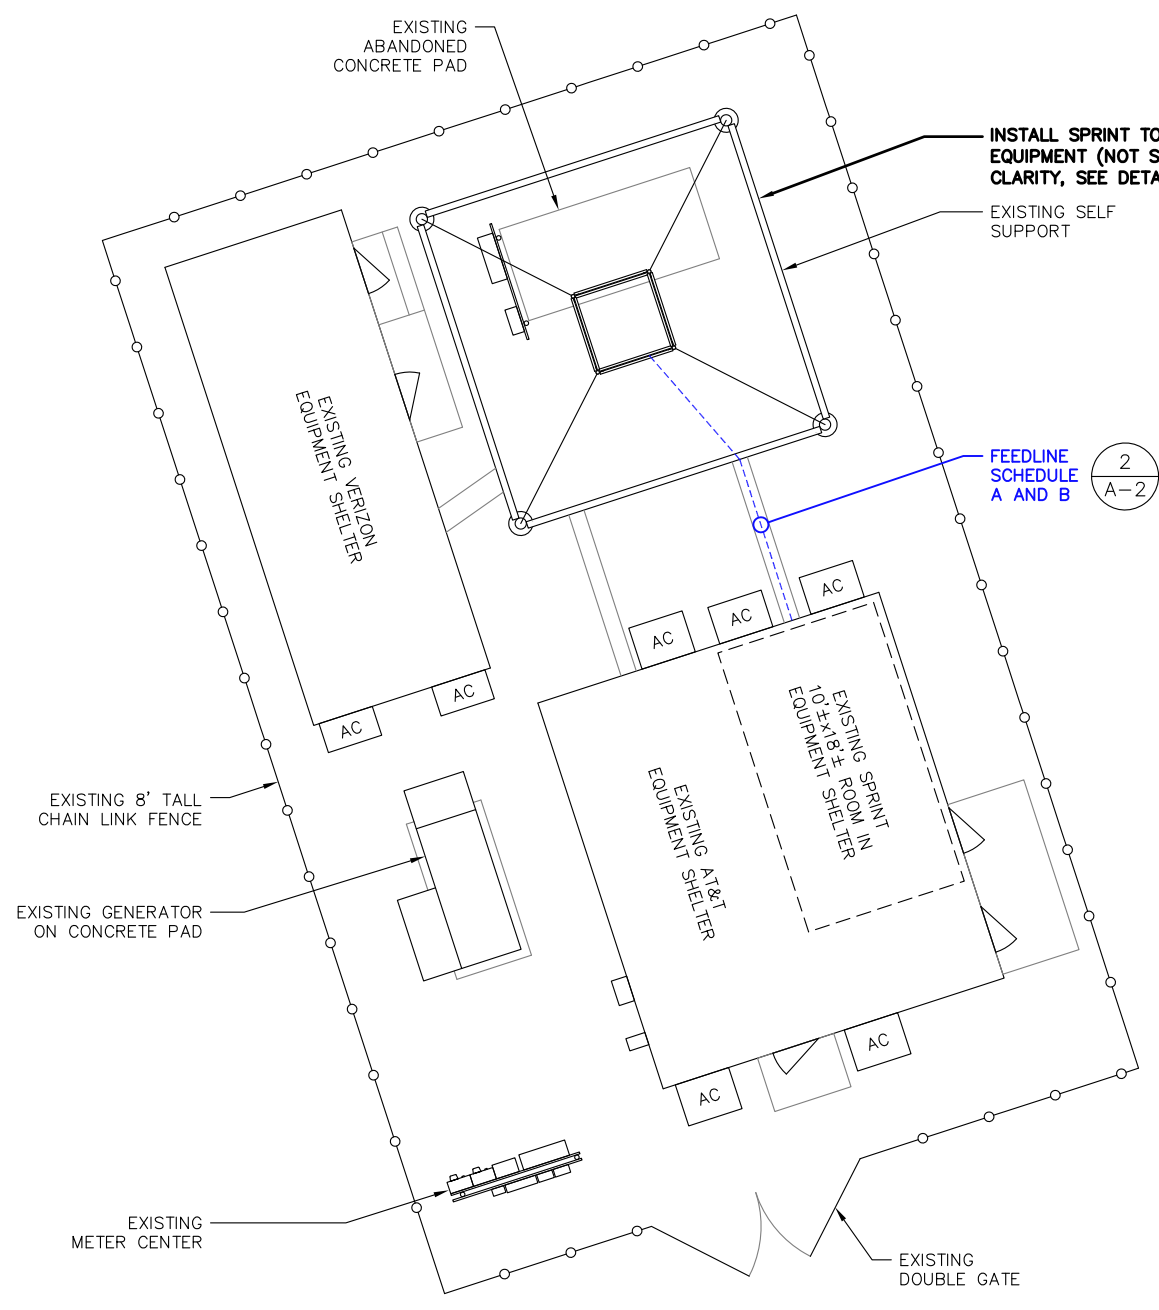 EXISTING
ABANDONED
CONCRETE PAD
INSTALL SPRINT TO
EQUIPMENT (NOT S
CLARITY, SEE DETA
EXISTING SELF
SUPPORT
EXISTING VERIZON
EQUIPMENT SHELTER
FEEDLINE
SCHEDULE
A AND B
2
A-2
AC
AC
AC
AC
AC
EXISTING SPRINT
10'±x18'± ROOM IN
EQUIPMENT SHELTER
EXISTING AT&T
EQUIPMENT SHELTER
EXISTING 8' TALL
CHAIN LINK FENCE
EXISTING GENERATOR
ON CONCRETE PAD
AC
AC
EXISTING
METER CENTER
EXISTING
DOUBLE GATE